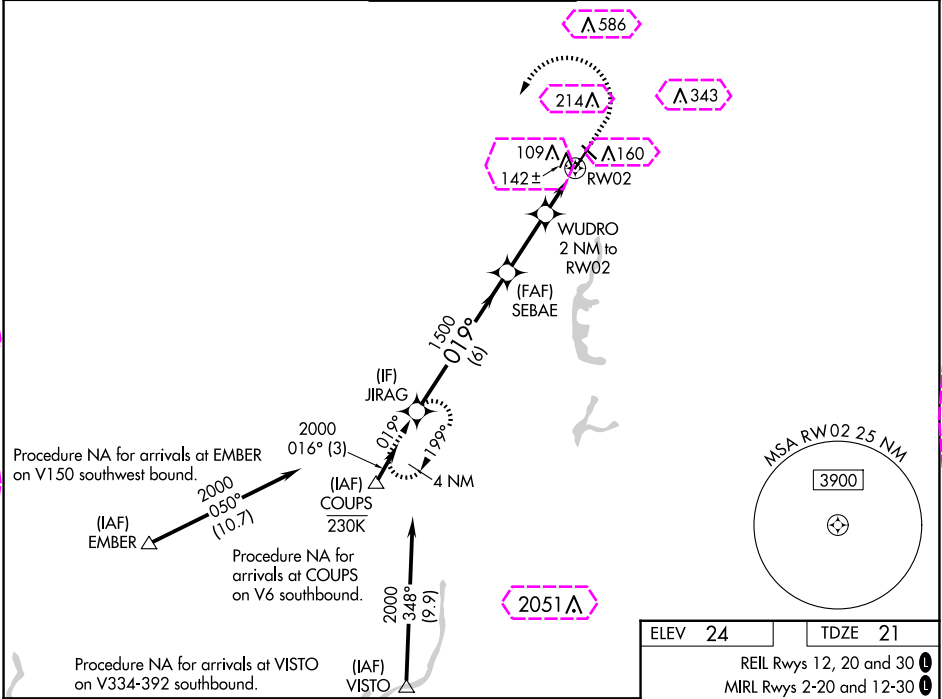 586
214
343
109
160
142 ±
RW02
WUDRO
2 NM to
RW02
(FAF)
SEBAE
1500
019°
(6)
(IF)
JIRAG
2000
016° (3)
019°
199°
4 NM
Procedure NA for arrivals at EMBER
on V150 southwest bound.
2000
050°
(10.7)
(IAF)
EMBER
(IAF)
COUPS
230K
Procedure NA for
arrivals at COUPS
on V6 southbound.
2000
348°
(9.9)
2051
Procedure NA for arrivals at VISTO
on V334-392 southbound.
(IAF)
VISTO
MSA RW02 25 NM
3900
ELEV 24
TDZE 21
REIL Rwys 12, 20 and 30 L
MIRL Rwys 2-20 and 12-30 L